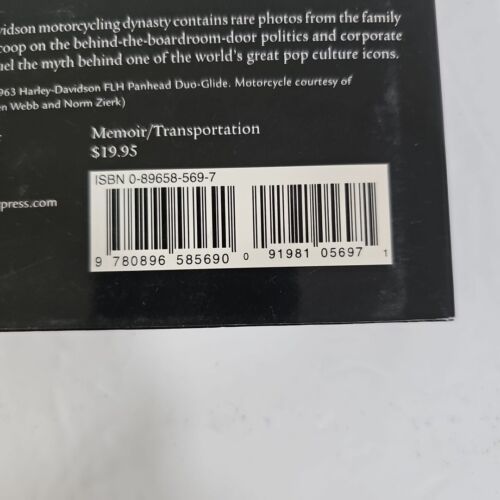 vidson motorcycling dynasty contains rare photos from the family
coop on the behind-the-boardroom-door politics and corporate
uel the myth behind one of the world's great pop culture icons.
963 Harley-Davidson FLH Panhead Duo-Glide. Motorcycle courtesy of
en Webb and Norm Zierk)
Memoir/Transportation
$19.95
ISBN 0-89658-569-7
press.com
9 780896 585690 0 91981 05697 1